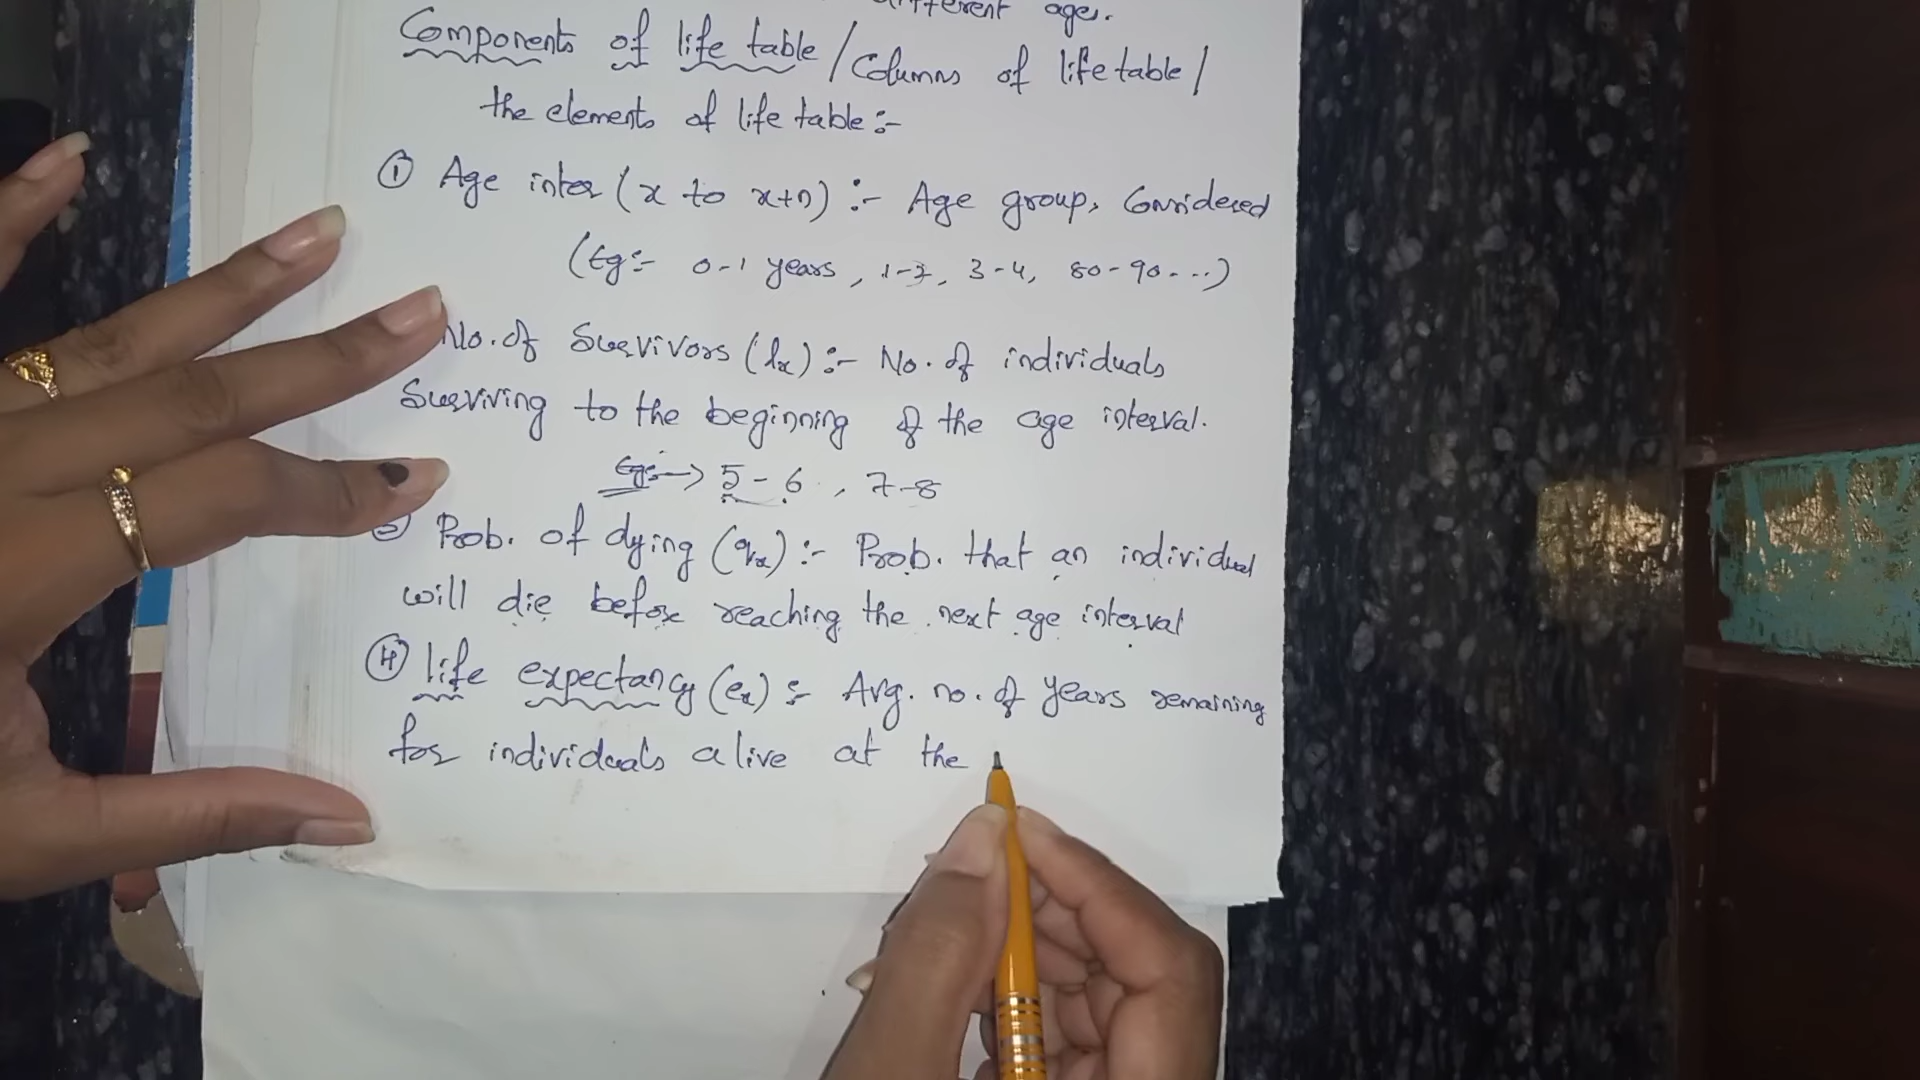 different ages.
Components of life table / Columns of life table /
the elements of life table :-
① Age inter (x to x+n) :- Age group, Considered
(Eg:- 0-1 years, 1-2, 3-4, 80-90...)
No. of Survivors (lx) :- No. of individuals
Surviving to the beginning of the age interval.
Eg:-> 5-6, 7-8
Prob. of dying (qx) :- Prob. that an individual
will die before reaching the next age interval
④ life expectancy (ex) :- Avg. no. of years remaining
for individuals alive at the